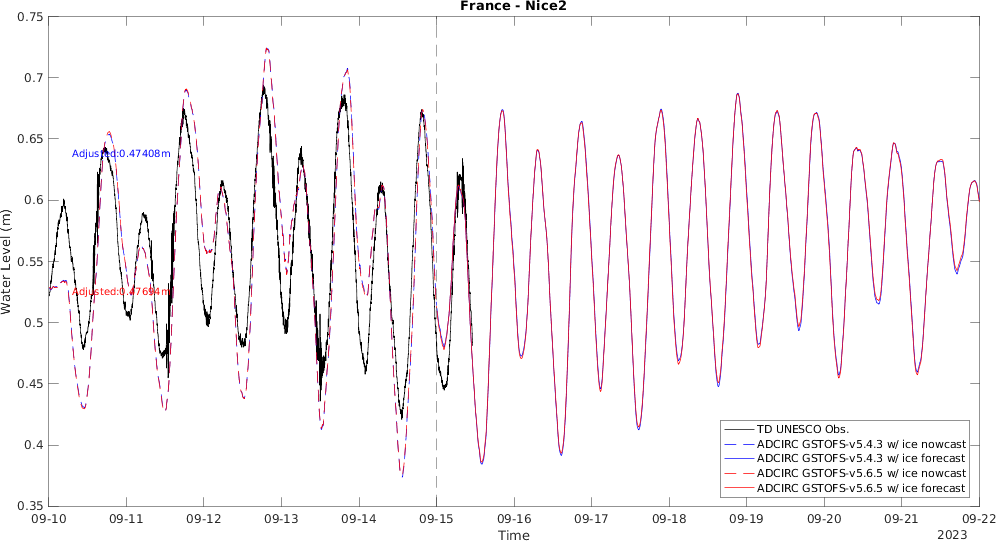 France - Nice2
Water Level (m)
0.75
0.7
0.65
0.6
0.55
0.5
0.45
0.4
0.35
Adjusted:0.47408m
Adjusted:0.47694m
TD UNESCO Obs.
ADCIRC GSTOFS-v5.4.3 w/ ice nowcast
ADCIRC GSTOFS-v5.4.3 w/ ice forecast
ADCIRC GSTOFS-v5.6.5 w/ ice nowcast
ADCIRC GSTOFS-v5.6.5 w/ ice forecast
09-10 09-11 09-12 09-13 09-14 09-15 09-16 09-17 09-18 09-19 09-20 09-21 09-22
Time
2023